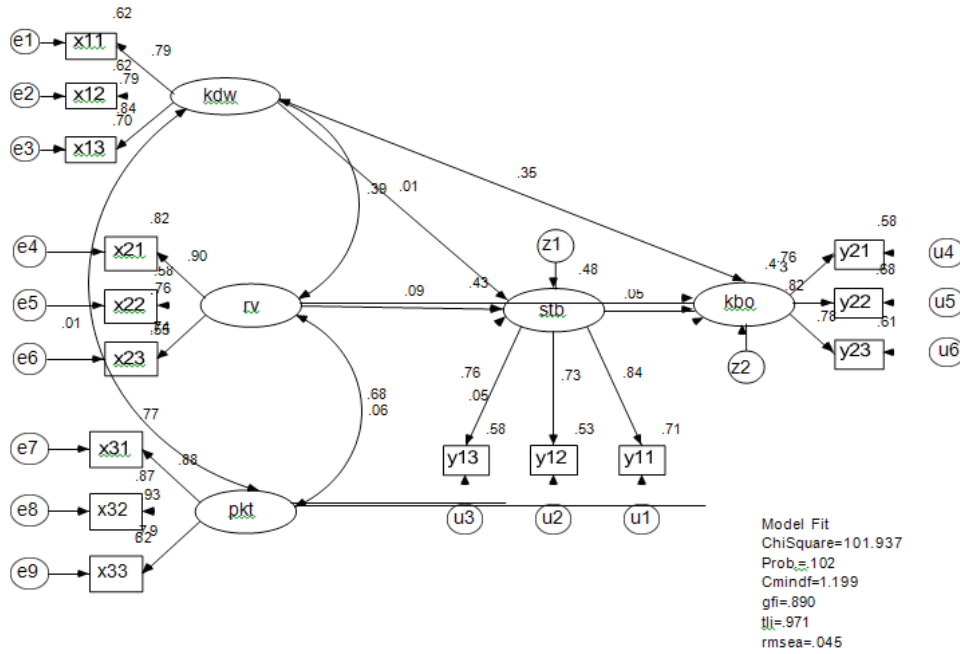 .62
e1 x11 .79
.62
.79
e2 x12 kdw
.84
.70
e3 x13
.35
.39 .01
.82 .58
e4 x21 .90 z1 .76 y21 u4
.58 .48 .68
.76 .09 .43 .05 .82
e5 x22 rv stb kbo y22 u5
.78 .61
.01 .55
e6 x23 y23 u6
z2
.68 .76 .73 .84
.06 .05
.77 .58 .53 .71
e7 x31 .88 y13 y12 y11
.87
.93
e8 x32 pkt u3 u2 u1
.79
.62
e9 x33
Model Fit
ChiSquare=101.937
Prob.=.102
Cmindf=1.199
gfi=.890
tli=.971
rmsea=.045